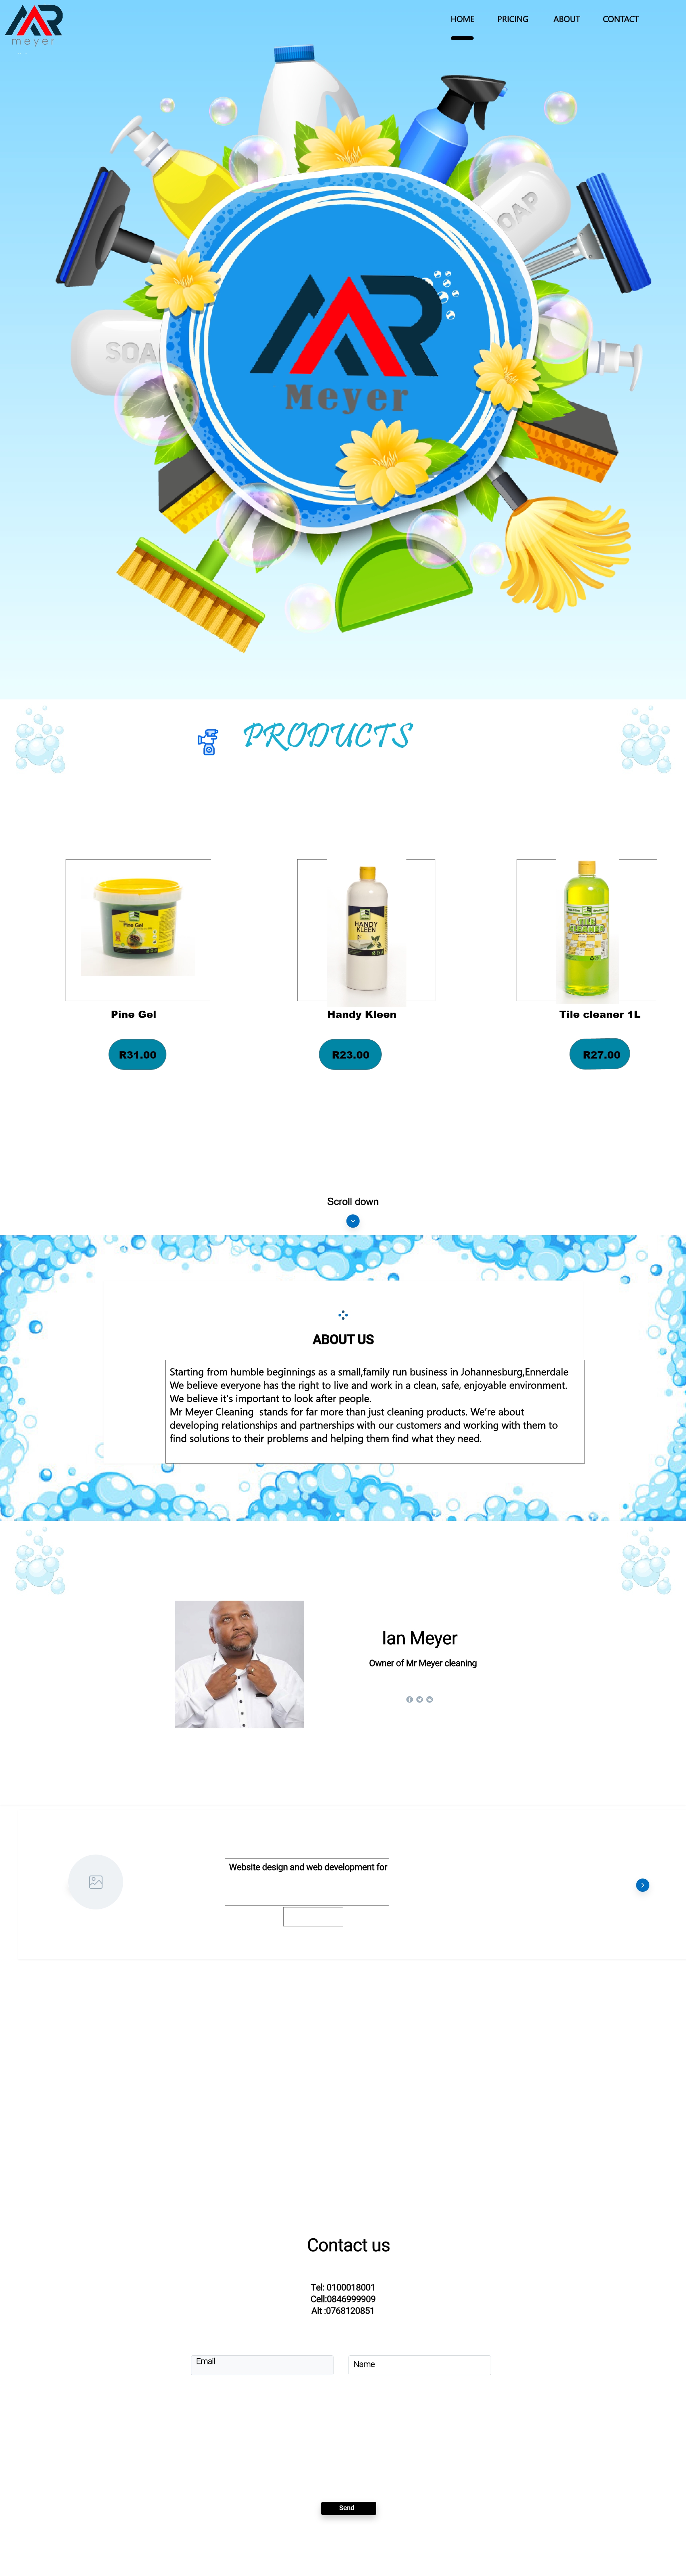 meyer
HOME PRICING ABOUT CONTACT
SOAP
SOAP
Meyer
PRODUCTS
Pine Gel
HANDY
KLEEN
TILE
CLEANER
Pine Gel Handy Kleen Tile cleaner 1L
R31.00 R23.00 R27.00
Scroll down
ABOUT US
Starting from humble beginnings as a small,family run business in Johannesburg,Ennerdale
We believe everyone has the right to live and work in a clean, safe, enjoyable environment.
We believe it’s important to look after people.
Mr Meyer Cleaning  stands for far more than just cleaning products. We’re about
developing relationships and partnerships with our customers and working with them to
find solutions to their problems and helping them find what they need.
Ian Meyer
Owner of Mr Meyer cleaning
Website design and web development for
Contact us
Tel: 0100018001
Cell:0846999909
Alt :0768120851
Email Name
Send